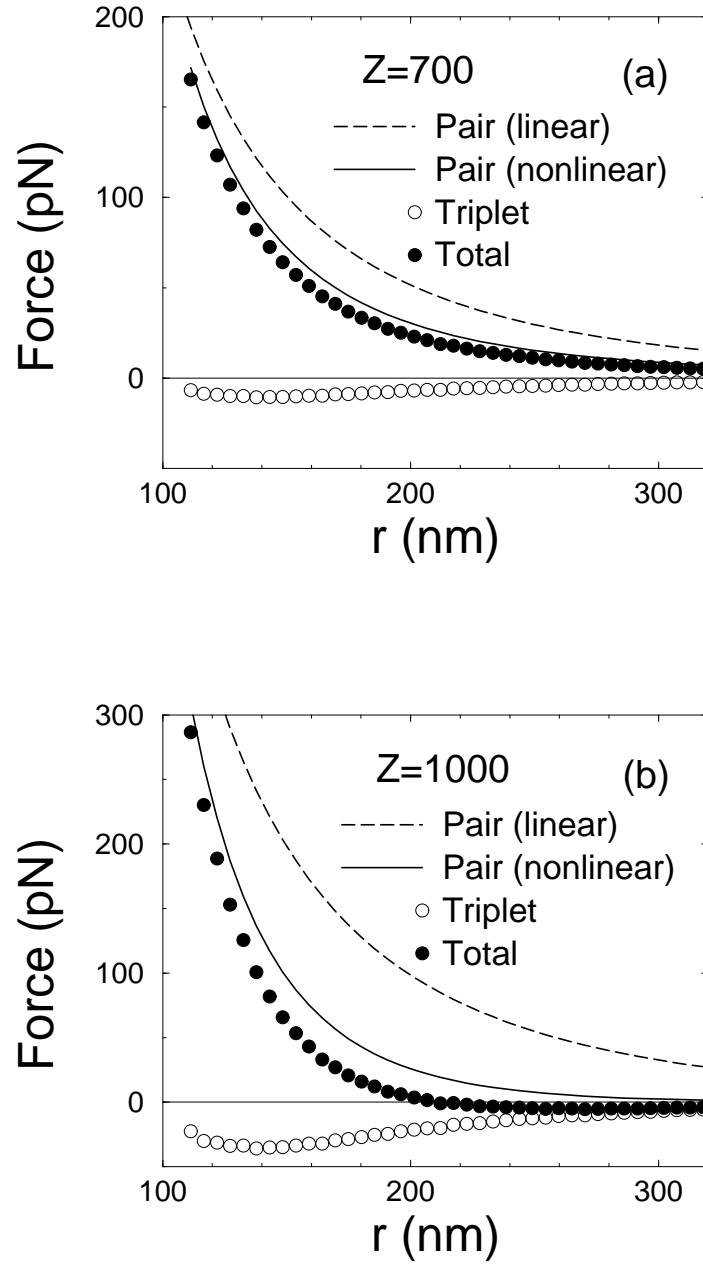 200
Z=700 (a)
Pair (linear)
Pair (nonlinear)
Triplet
Total
100
0
Force (pN)
100 200 300
r (nm)
300
Z=1000 (b)
Pair (linear)
Pair (nonlinear)
Triplet
Total
200
100
0
Force (pN)
100 200 300
r (nm)